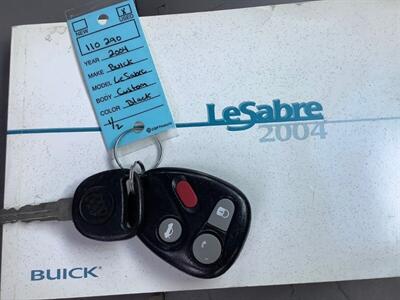 NEW
X
USED
110 290
YEAR 2004
MAKE Buick
MODEL LeSabre
BODY Custom
COLOR Black
1/2
LeSabre
2004
BUICK